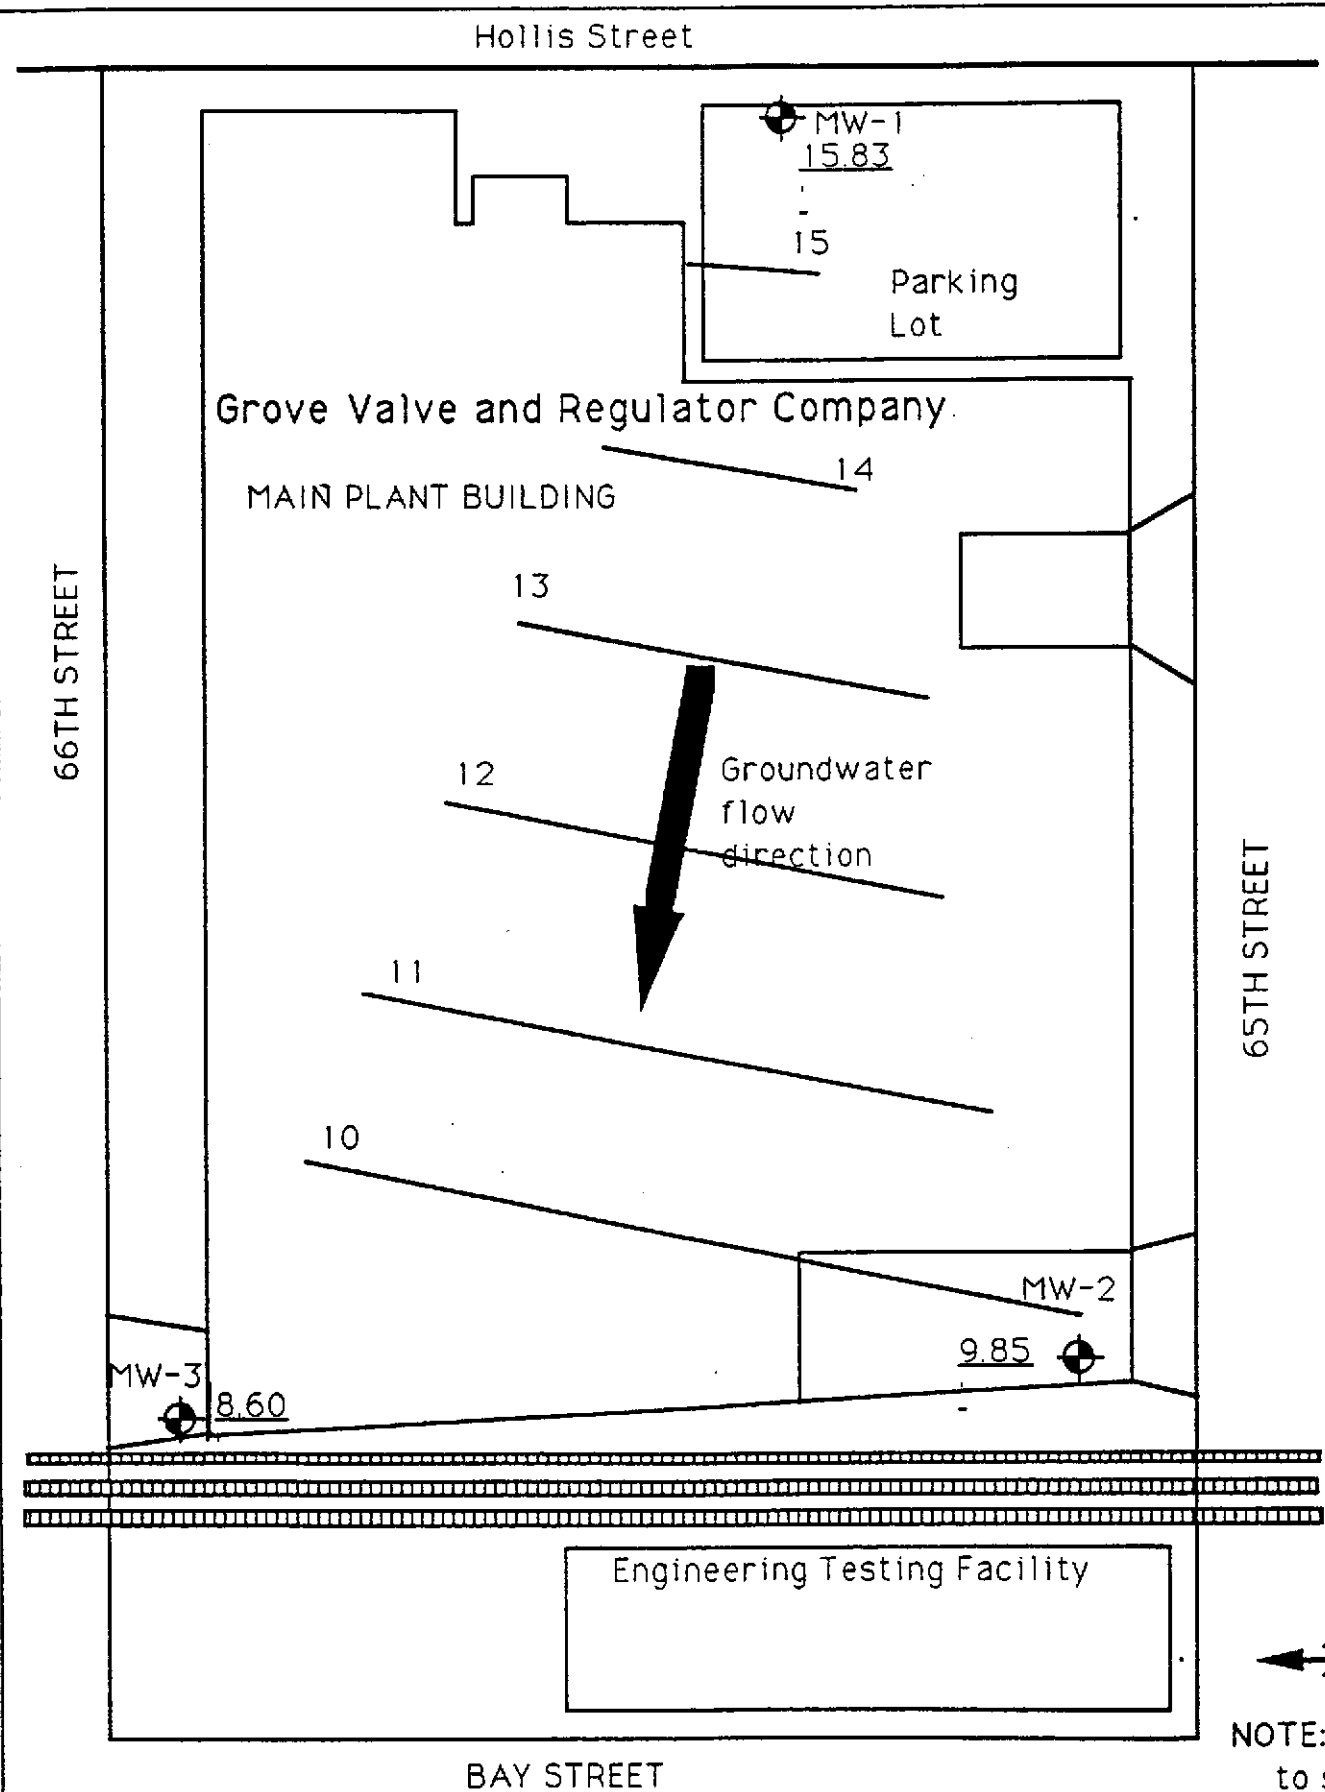 Hollis Street
MW-1
15.83
15
Parking
Lot
Grove Valve and Regulator Company
14
MAIN PLANT BUILDING
13
66TH STREET
12
Groundwater
flow
direction
65TH STREET
11
10
MW-2
9.85
MW-3
8.60
Engineering Testing Facility
NOTE:
to
BAY STREET